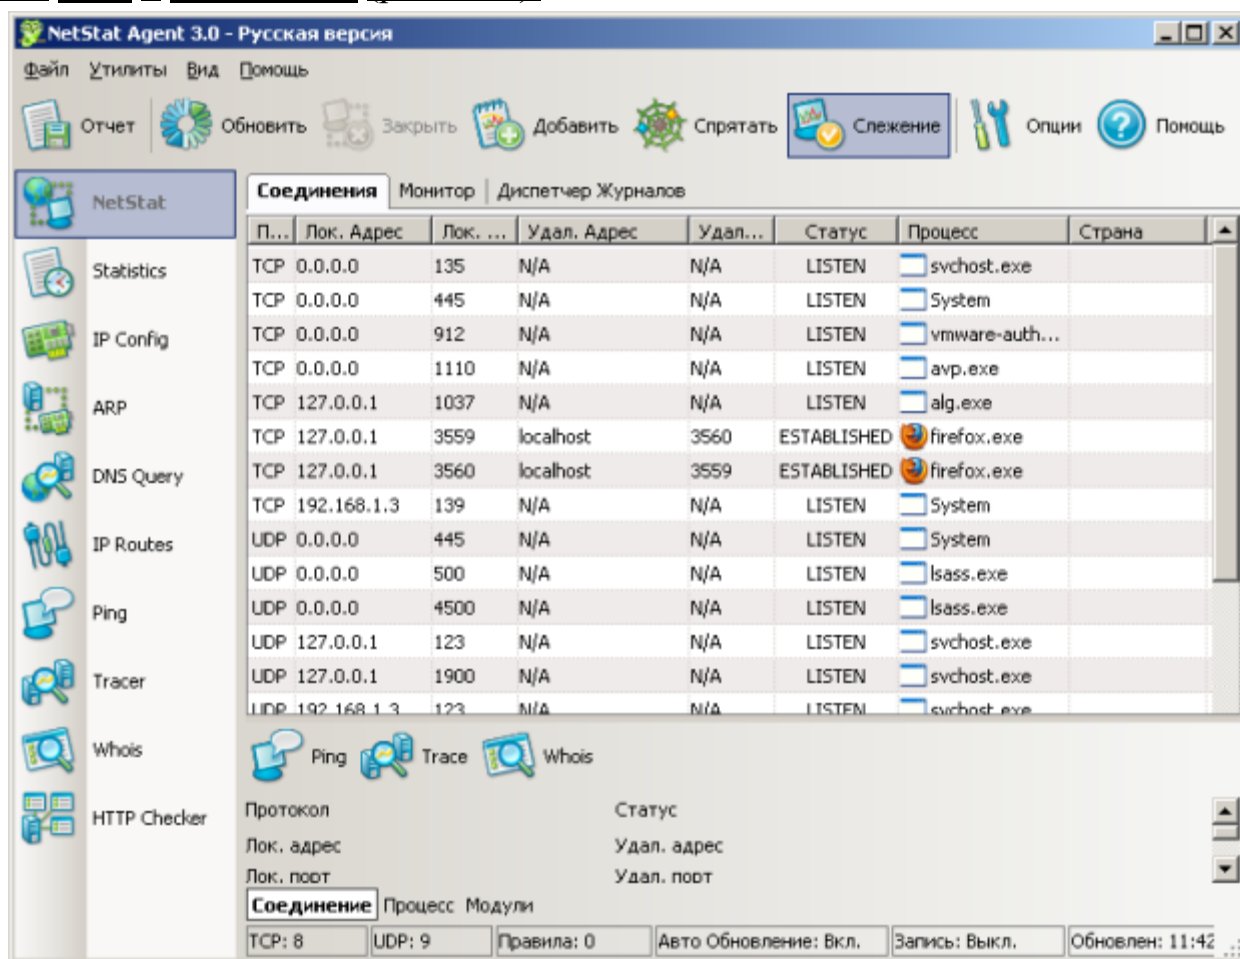 NetStat Agent 3.0 - Русская версия
Файл Утилиты Вид Помощь
Отчет Обновить Закрыть Добавить Спрятать Слежение Опции Помощь
NetStat
Statistics
IP Config
ARP
DNS Query
IP Routes
Ping
Tracer
Whois
HTTP Checker
Соединения Монитор Диспетчер Журналов
П... Лок. Адрес Лок. ... Удал. Адрес Удал... Статус Процесс Страна
TCP 0.0.0.0 135 N/A N/A LISTEN svchost.exe
TCP 0.0.0.0 445 N/A N/A LISTEN System
TCP 0.0.0.0 912 N/A N/A LISTEN vmware-auth...
TCP 0.0.0.0 1110 N/A N/A LISTEN avp.exe
TCP 127.0.0.1 1037 N/A N/A LISTEN alg.exe
TCP 127.0.0.1 3559 localhost 3560 ESTABLISHED firefox.exe
TCP 127.0.0.1 3560 localhost 3559 ESTABLISHED firefox.exe
TCP 192.168.1.3 139 N/A N/A LISTEN System
UDP 0.0.0.0 445 N/A N/A LISTEN System
UDP 0.0.0.0 500 N/A N/A LISTEN lsass.exe
UDP 0.0.0.0 4500 N/A N/A LISTEN lsass.exe
UDP 127.0.0.1 123 N/A N/A LISTEN svchost.exe
UDP 127.0.0.1 1900 N/A N/A LISTEN svchost.exe
UDP 192.168.1.3 123 N/A N/A LISTEN svchost.exe
Ping Trace Whois
Протокол Статус
Лок. адрес Удал. адрес
Лок. порт Удал. порт
Соединение Процесс Модули
TCP: 8 UDP: 9 Правила: 0 Авто Обновление: Вкл. Запись: Выкл. Обновлен: 11:42